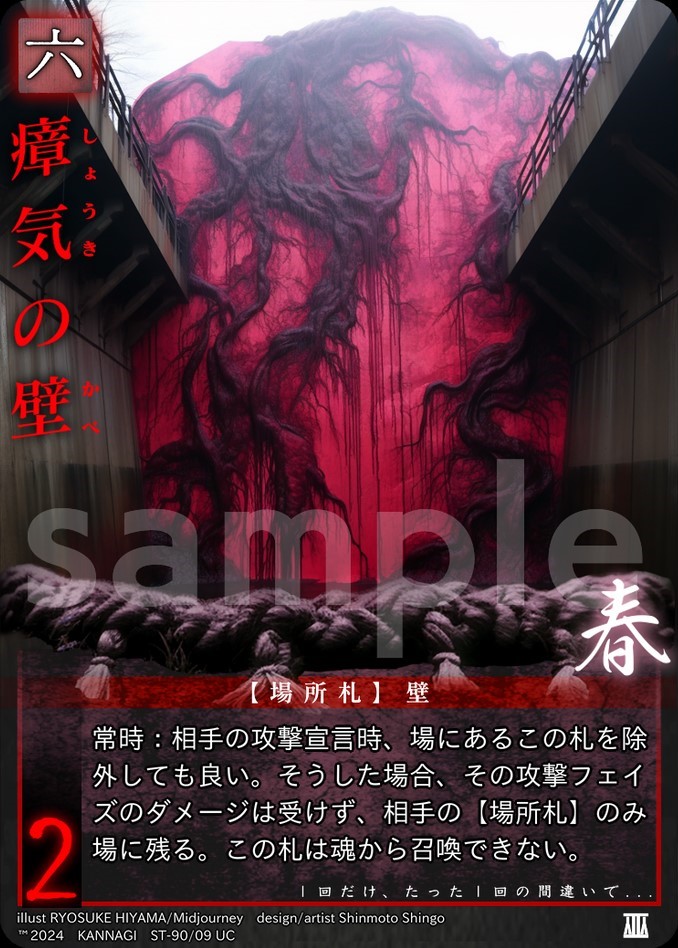 六
瘴気の壁
しょうき
かべ
sample
春
【場所札】壁
常時：相手の攻撃宣言時、場にあるこの札を除
外しても良い。そうした場合、その攻撃フェイ
ズのダメージは受けず、相手の【場所札】のみ
場に残る。この札は魂から召喚できない。
2
1回だけ、たった1回の間違いで...
illust RYOSUKE HIYAMA/Midjourney design/artist Shinmoto Shingo
™2024 KANNAGI ST-90/09 UC